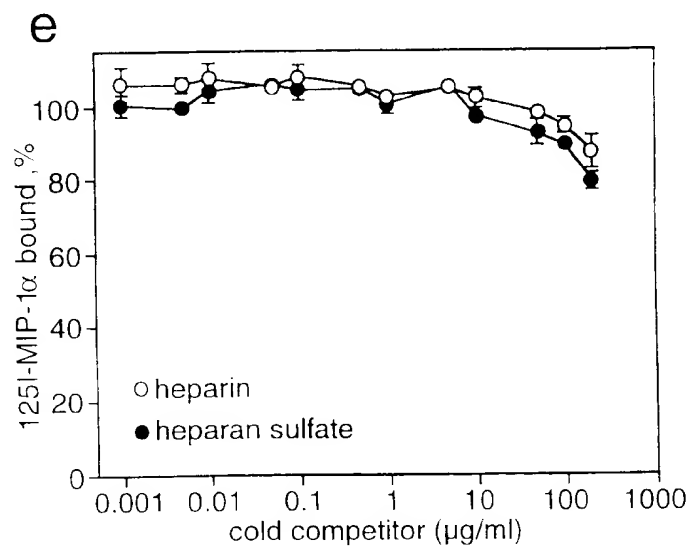 e
125I-MIP-1α bound ,%
100
80
60
40
20
0
heparin
heparan sulfate
0.001 0.01 0.1 1 10 100 1000
cold competitor (µg/ml)